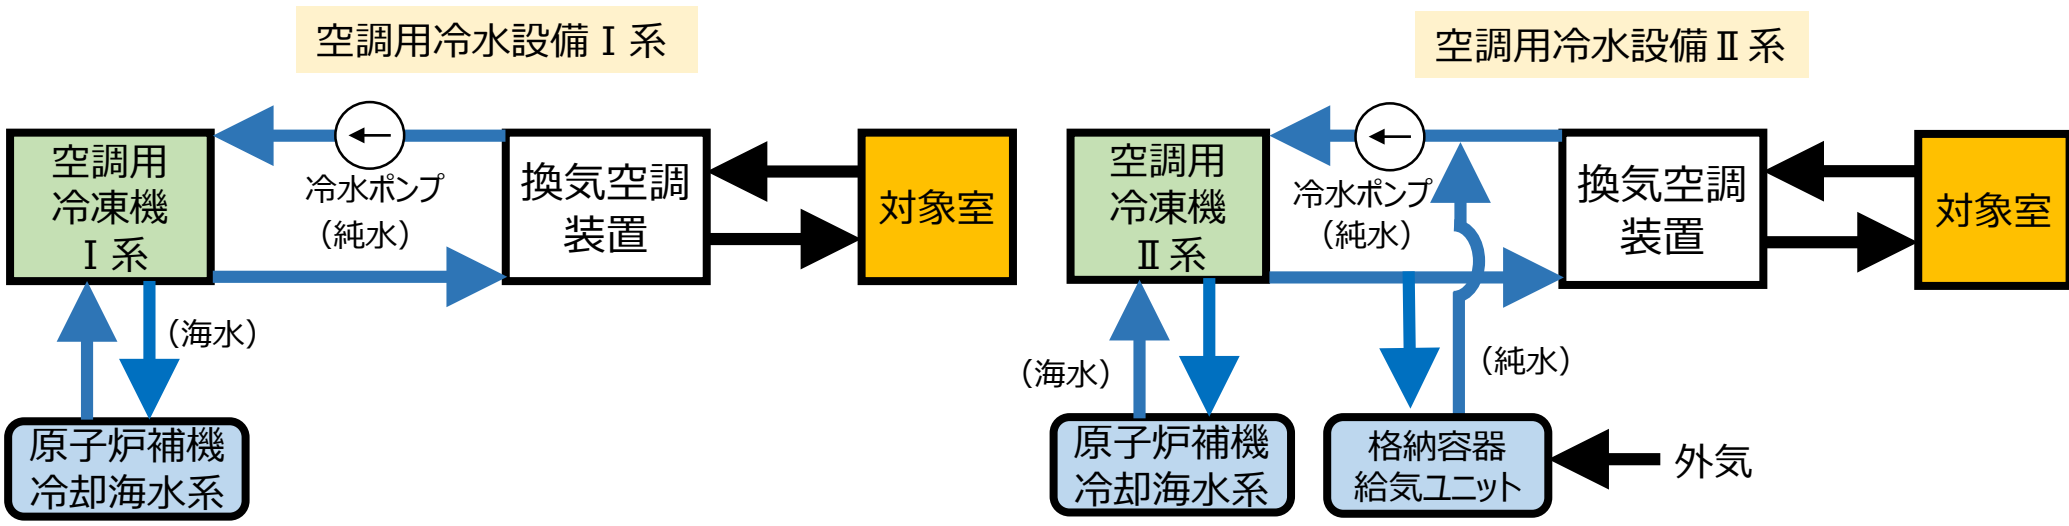 空調用冷水設備Ⅰ系
空調用
冷凍機
Ⅰ系
冷水ポンプ
（純水）
換気空調
装置
対象室
（海水）
原子炉補機
冷却海水系
空調用冷水設備Ⅱ系
空調用
冷凍機
Ⅱ系
冷水ポンプ
（純水）
換気空調
装置
対象室
（海水）
（純水）
原子炉補機
冷却海水系
格納容器
給気ユニット
外気